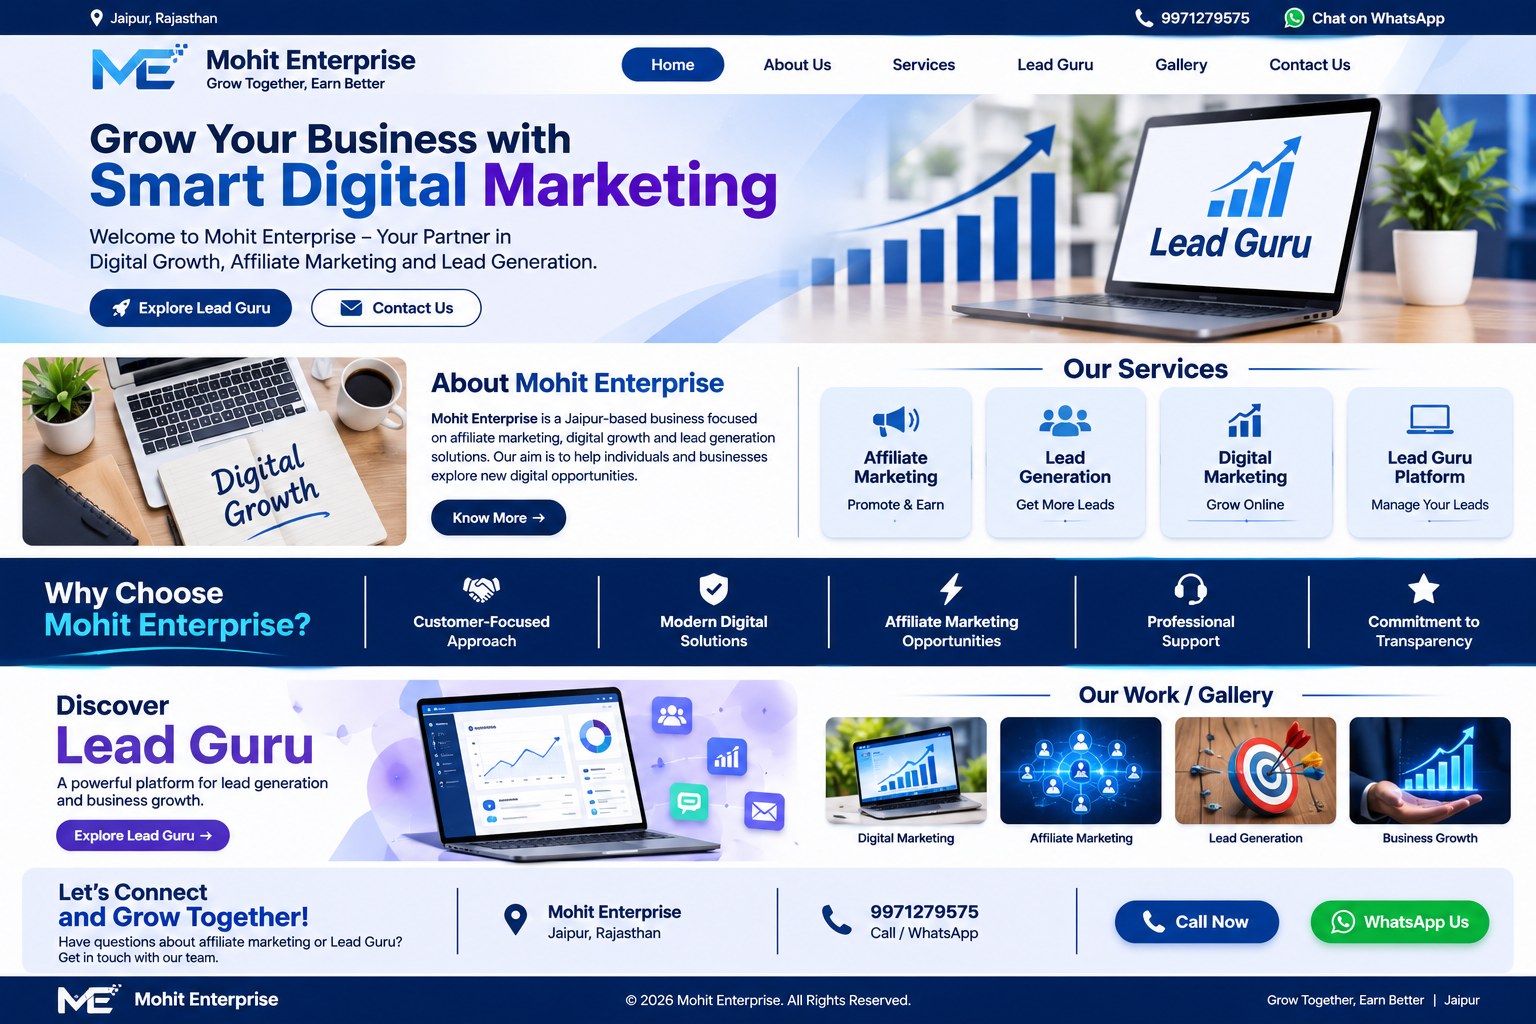 Jaipur, Rajasthan
9971279575
Chat on WhatsApp
ME
Mohit Enterprise
Grow Together, Earn Better
Home
About Us
Services
Lead Guru
Gallery
Contact Us
Grow Your Business with
Smart Digital Marketing
Welcome to Mohit Enterprise – Your Partner in
Digital Growth, Affiliate Marketing and Lead Generation.
Explore Lead Guru
Contact Us
Lead Guru
Digital
Growth
About Mohit Enterprise
Mohit Enterprise is a Jaipur-based business focused
on affiliate marketing, digital growth and lead generation
solutions. Our aim is to help individuals and businesses
explore new digital opportunities.
Know More →
Our Services
Affiliate
Marketing
Promote & Earn
Lead
Generation
Get More Leads
Digital
Marketing
Grow Online
Lead Guru
Platform
Manage Your Leads
Why Choose
Mohit Enterprise?
Customer-Focused
Approach
Modern Digital
Solutions
Affiliate Marketing
Opportunities
Professional
Support
Commitment to
Transparency
Discover
Lead Guru
A powerful platform for lead generation
and business growth.
Explore Lead Guru →
Our Work / Gallery
Digital Marketing
Affiliate Marketing
Lead Generation
Business Growth
Let's Connect
and Grow Together!
Have questions about affiliate marketing or Lead Guru?
Get in touch with our team.
Mohit Enterprise
Jaipur, Rajasthan
9971279575
Call / WhatsApp
Call Now
WhatsApp Us
ME
Mohit Enterprise
© 2026 Mohit Enterprise. All Rights Reserved.
Grow Together, Earn Better | Jaipur